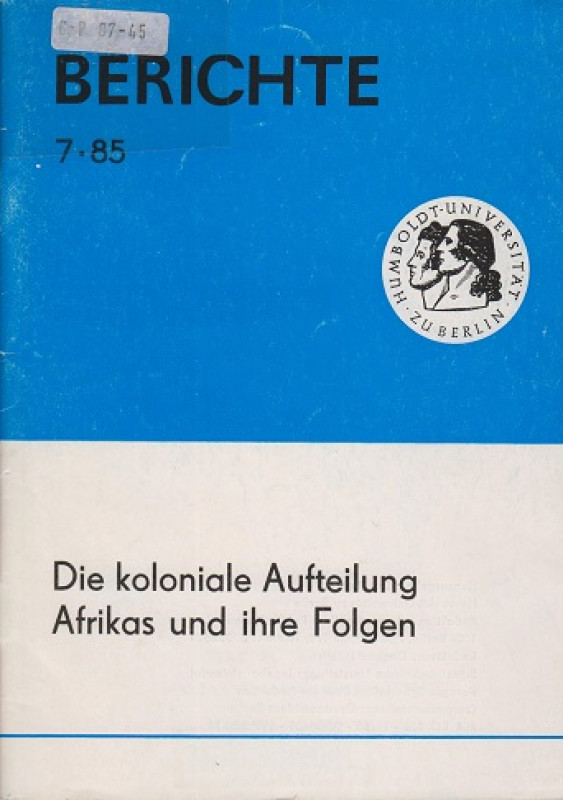 C-P 87-45
BERICHTE
7·85
HUMBOLDT-UNIVERSITÄT
· ZU BERLIN ·
Die koloniale Aufteilung
Afrikas und ihre Folgen